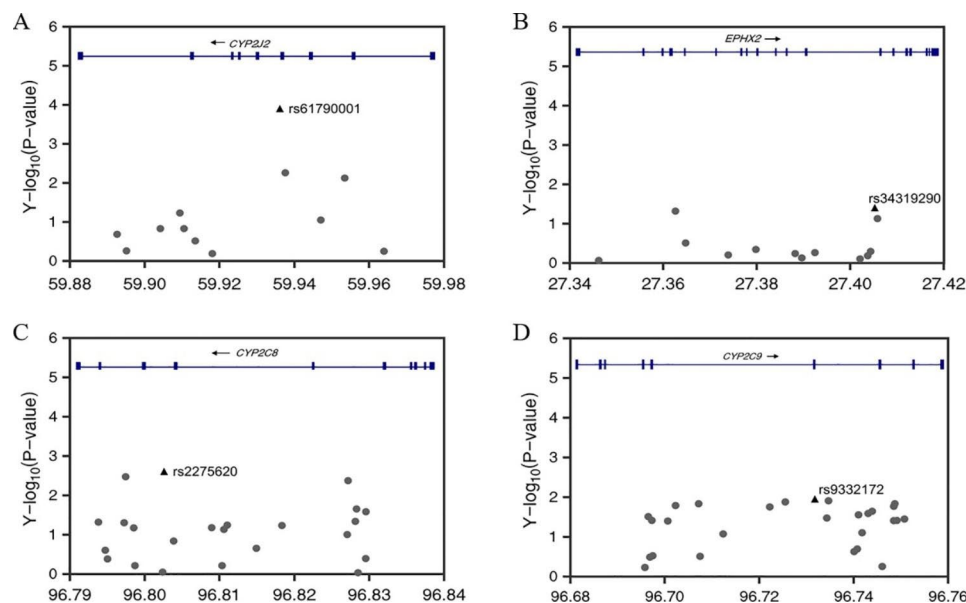 A
Y−log10(P−value)
6
5
4
3
2
1
0
← CYP2J2
rs61790001
59.88 59.90 59.92 59.94 59.96 59.98
B
Y−log10(P−value)
6
5
4
3
2
1
0
EPHX2 →
rs34319290
27.34 27.36 27.38 27.40 27.42
C
Y−log10(P−value)
6
5
4
3
2
1
0
← CYP2C8
rs2275620
96.79 96.80 96.81 96.82 96.83 96.84
D
Y−log10(P−value)
6
5
4
3
2
1
0
CYP2C9 →
rs9332172
96.68 96.70 96.72 96.74 96.76